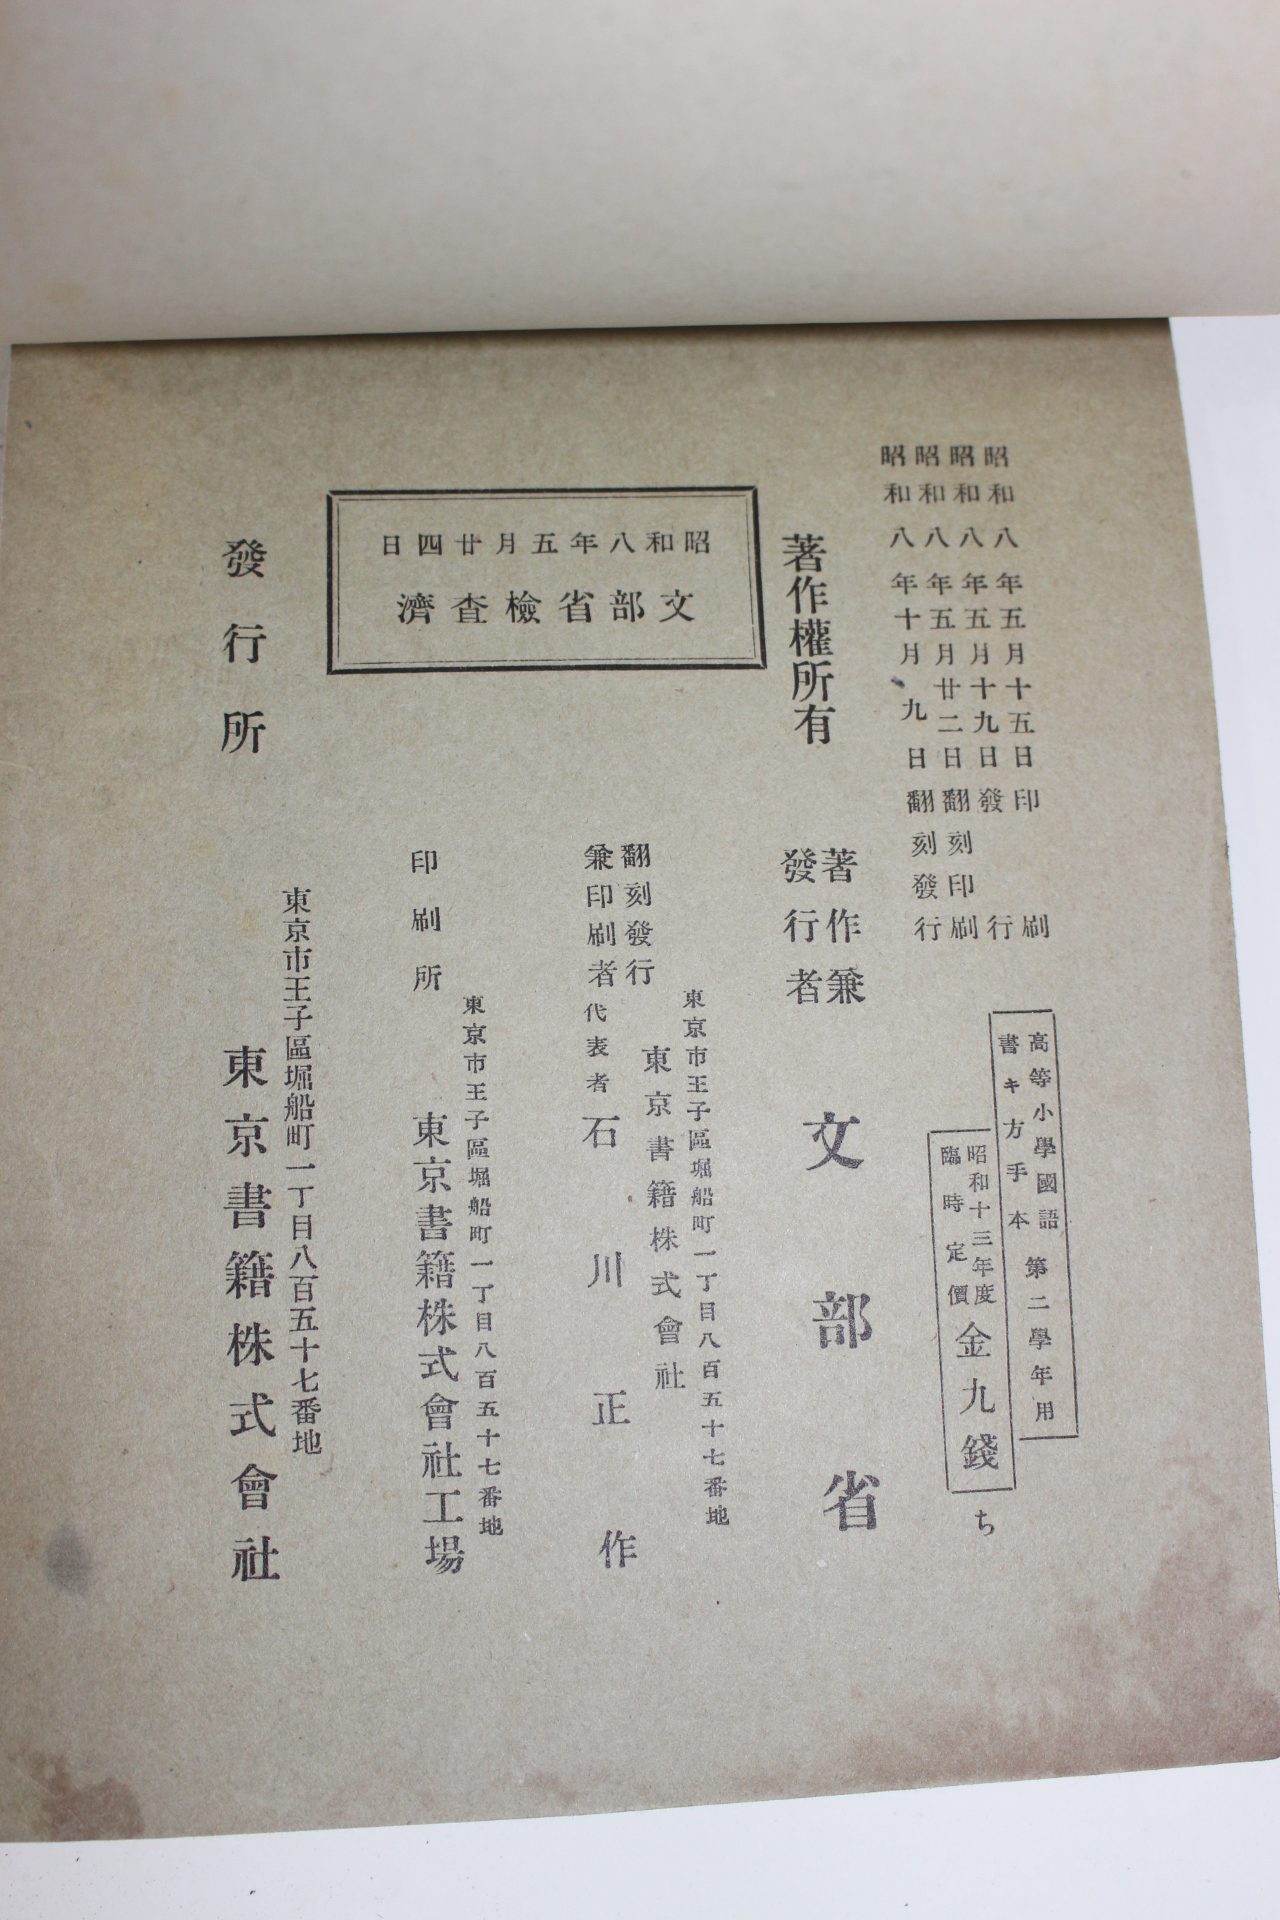 昭和八年五月十五日印刷
昭和八年五月十九日發行
昭和八年五月廿二日翻刻印刷
昭和八年十月九日翻刻發行
高等小學國語
書キ方手本
第二學年用
昭和十三年度
臨時定價
金九錢
ち
著作權所有
著作兼
發行者
文部省
昭和八年五月廿四日
文部省檢査濟
東京市王子區堀船町一丁目八百五十七番地
翻刻發行
兼印刷者
東京書籍株式會社
代表者 石川正作
東京市王子區堀船町一丁目八百五十七番地
印刷所
東京書籍株式會社工場
東京市王子區堀船町一丁目八百五十七番地
發行所
東京書籍株式會社